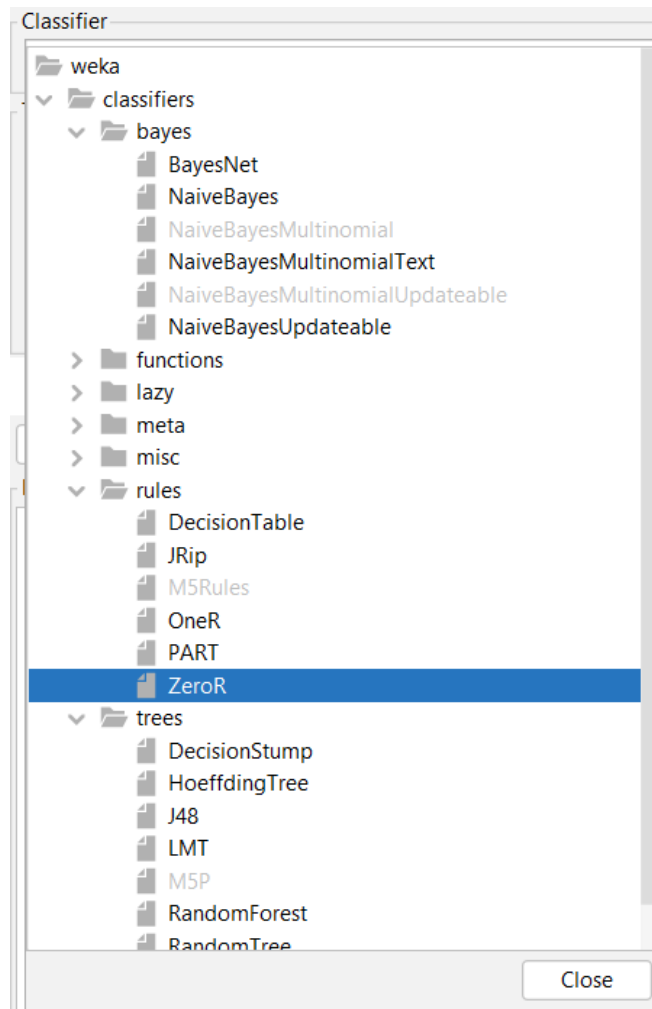 Classifier
weka
classifiers
bayes
BayesNet
NaiveBayes
NaiveBayesMultinomial
NaiveBayesMultinomialText
NaiveBayesMultinomialUpdateable
NaiveBayesUpdateable
functions
lazy
meta
misc
rules
DecisionTable
JRip
M5Rules
OneR
PART
ZeroR
trees
DecisionStump
HoeffdingTree
J48
LMT
M5P
RandomForest
RandomTree
Close